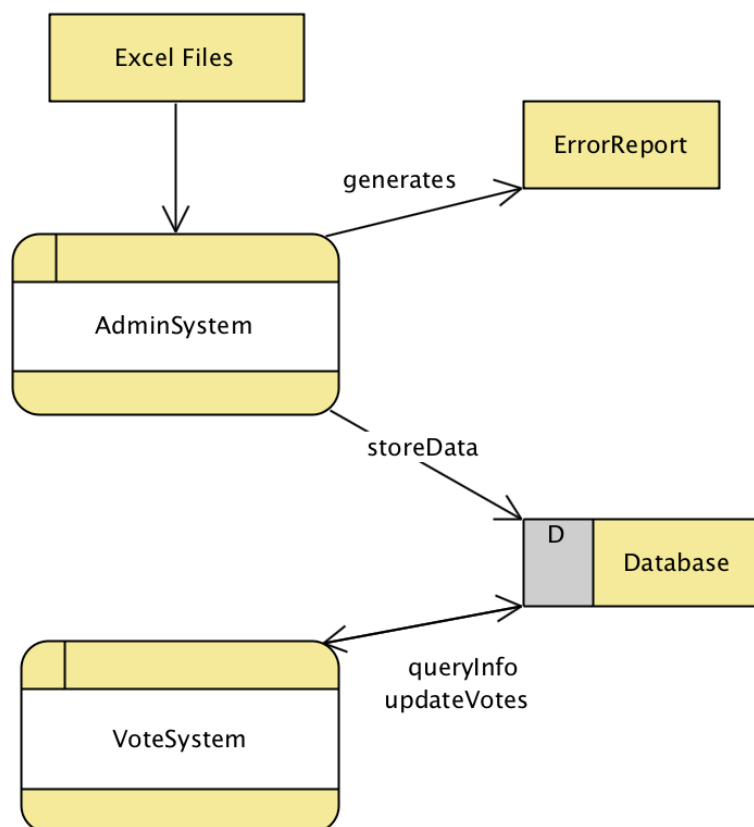 Excel Files
ErrorReport
generates
AdminSystem
storeData
D
Database
queryInfo
updateVotes
VoteSystem